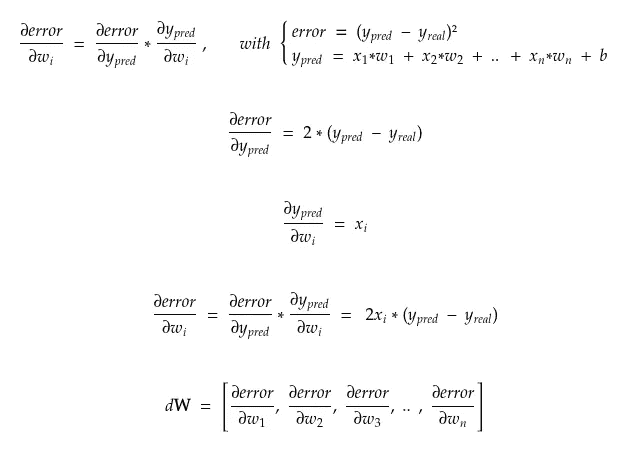 ∂error/∂w_i = ∂error/∂y_pred * ∂y_pred/∂w_i , with { error = (y_pred − y_real)²
y_pred = x_1*w_1 + x_2*w_2 + .. + x_n*w_n + b
∂error/∂y_pred = 2 * (y_pred − y_real)
∂y_pred/∂w_i = x_i
∂error/∂w_i = ∂error/∂y_pred * ∂y_pred/∂w_i = 2x_i * (y_pred − y_real)
dW = [∂error/∂w_1, ∂error/∂w_2, ∂error/∂w_3, .. , ∂error/∂w_n]